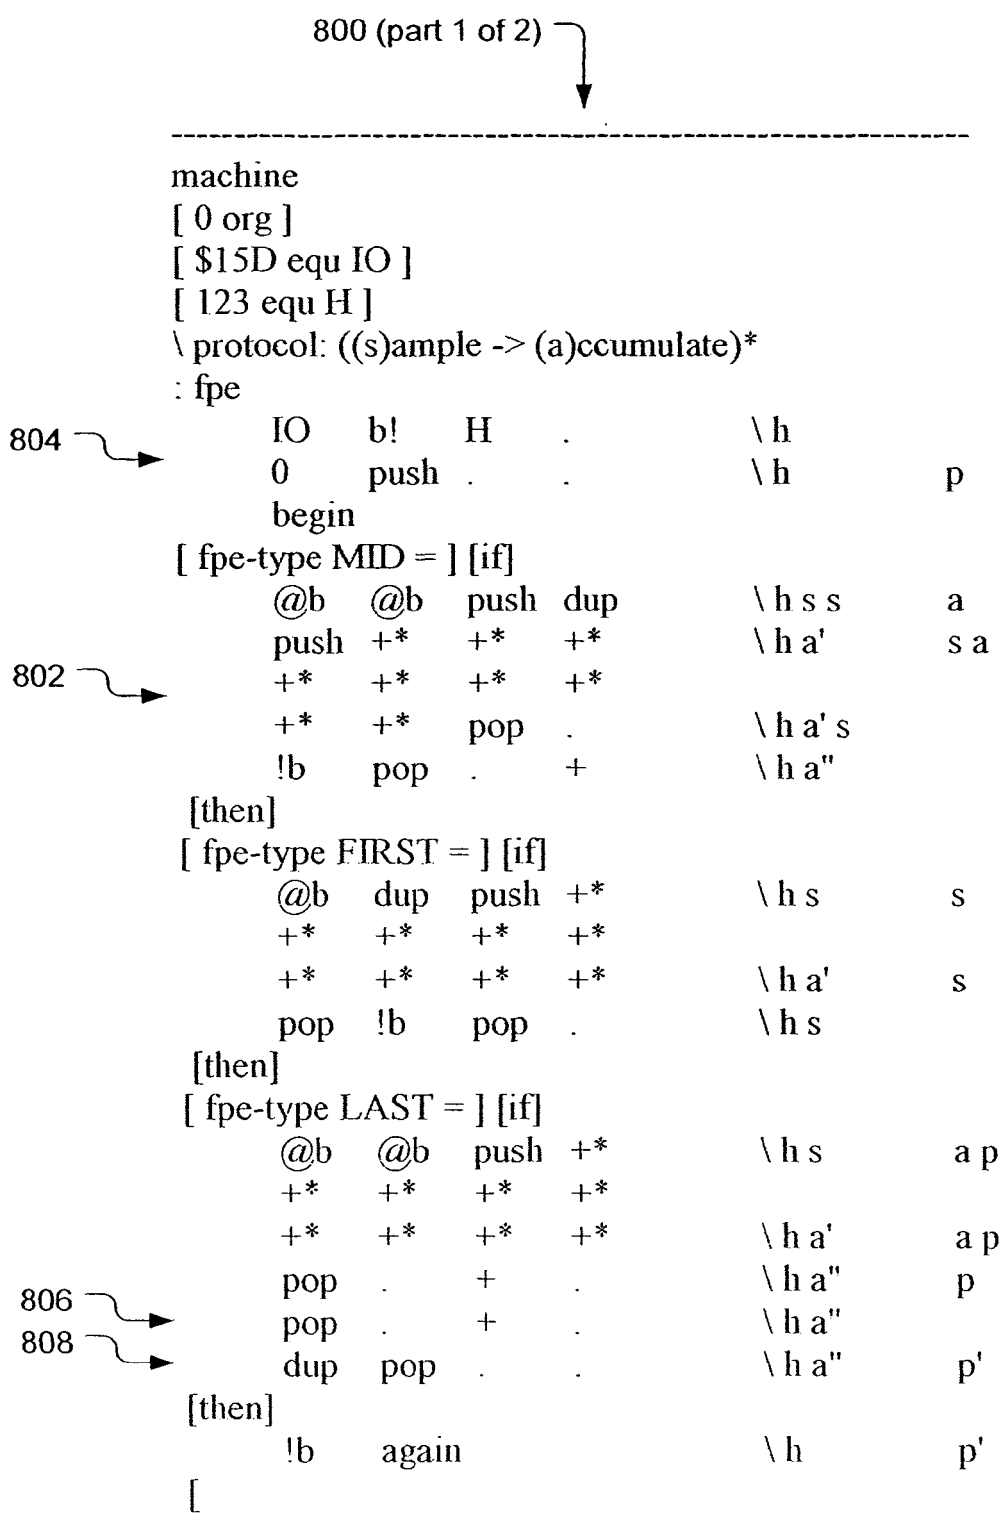 800 (part 1 of 2)
------------------------------------------------------------
machine
[ 0 org ]
[ $15D equ IO ]
[ 123 equ H ]
\ protocol: ((s)ample -> (a)ccumulate)*
: fpe
IO b! H . \ h
804
0 push . . \ h p
begin
[ fpe-type MID = ] [if]
@b @b push dup \ h s s a
push +* +* +* \ h a' s a
802
+* +* +* +*
+* +* pop . \ h a' s
!b pop . + \ h a"
[then]
[ fpe-type FIRST = ] [if]
@b dup push +* \ h s s
+* +* +* +*
+* +* +* +* \ h a' s
pop !b pop . \ h s
[then]
[ fpe-type LAST = ] [if]
@b @b push +* \ h s a p
+* +* +* +*
+* +* +* +* \ h a' a p
pop . + . \ h a" p
806
pop . + . \ h a"
808
dup pop . . \ h a" p'
[then]
!b again \ h p'
[